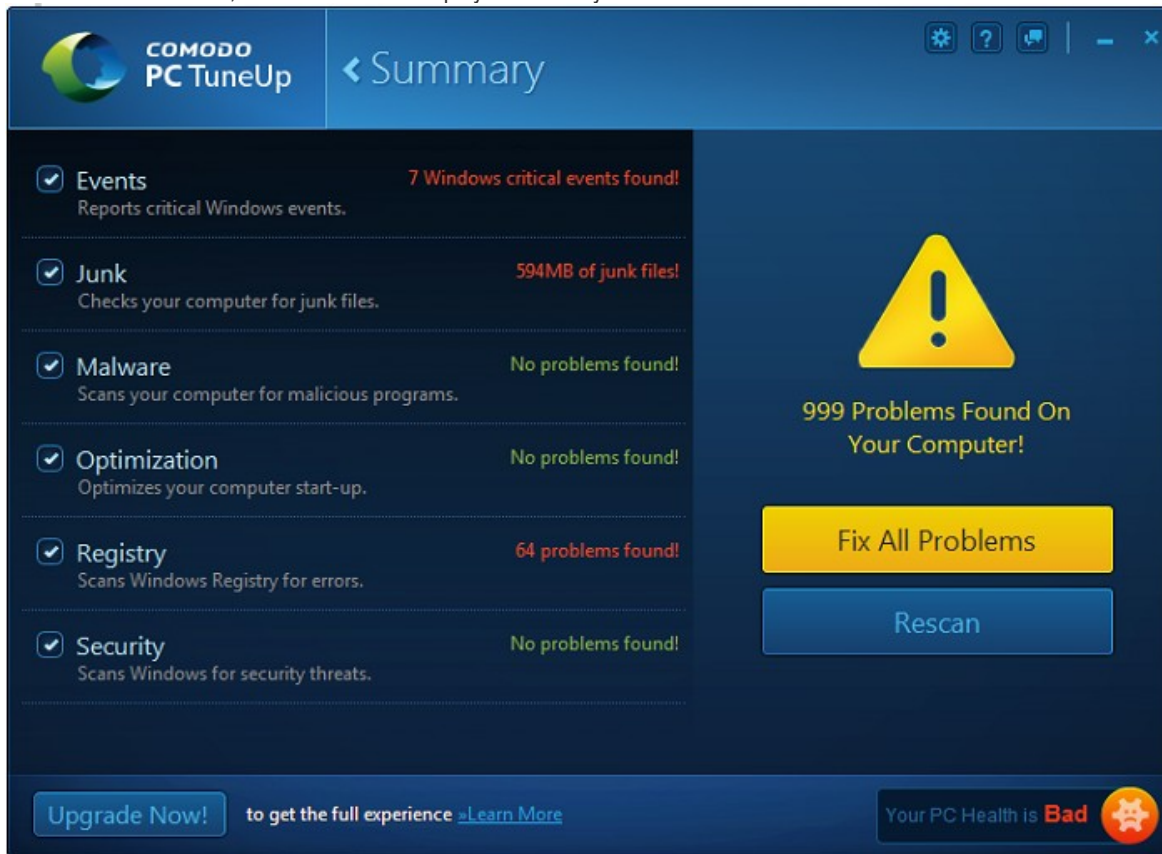 COMODO
PC TuneUp
Summary
Events
7 Windows critical events found!
Reports critical Windows events.
Junk
594MB of junk files!
Checks your computer for junk files.
Malware
No problems found!
Scans your computer for malicious programs.
Optimization
No problems found!
Optimizes your computer start-up.
Registry
64 problems found!
Scans Windows Registry for errors.
Security
No problems found!
Scans Windows for security threats.
999 Problems Found On
Your Computer!
Fix All Problems
Rescan
Upgrade Now! to get the full experience »Learn More
Your PC Health is Bad